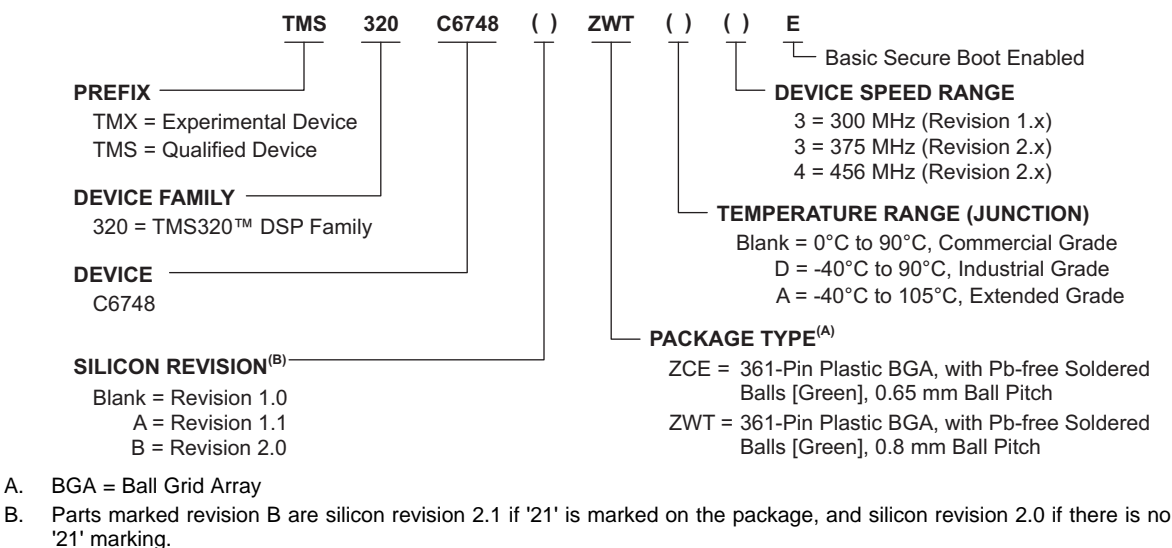 TMS 320 C6748 ( ) ZWT ( ) ( ) E
Basic Secure Boot Enabled
PREFIX
TMX = Experimental Device
TMS = Qualified Device
DEVICE SPEED RANGE
3 = 300 MHz (Revision 1.x)
3 = 375 MHz (Revision 2.x)
4 = 456 MHz (Revision 2.x)
DEVICE FAMILY
320 = TMS320™ DSP Family
TEMPERATURE RANGE (JUNCTION)
Blank = 0°C to 90°C, Commercial Grade
D = -40°C to 90°C, Industrial Grade
A = -40°C to 105°C, Extended Grade
DEVICE
C6748
PACKAGE TYPE(A)
ZCE = 361-Pin Plastic BGA, with Pb-free Soldered
Balls [Green], 0.65 mm Ball Pitch
ZWT = 361-Pin Plastic BGA, with Pb-free Soldered
Balls [Green], 0.8 mm Ball Pitch
SILICON REVISION(B)
Blank = Revision 1.0
A = Revision 1.1
B = Revision 2.0
A. BGA = Ball Grid Array
B. Parts marked revision B are silicon revision 2.1 if '21' is marked on the package, and silicon revision 2.0 if there is no
'21' marking.